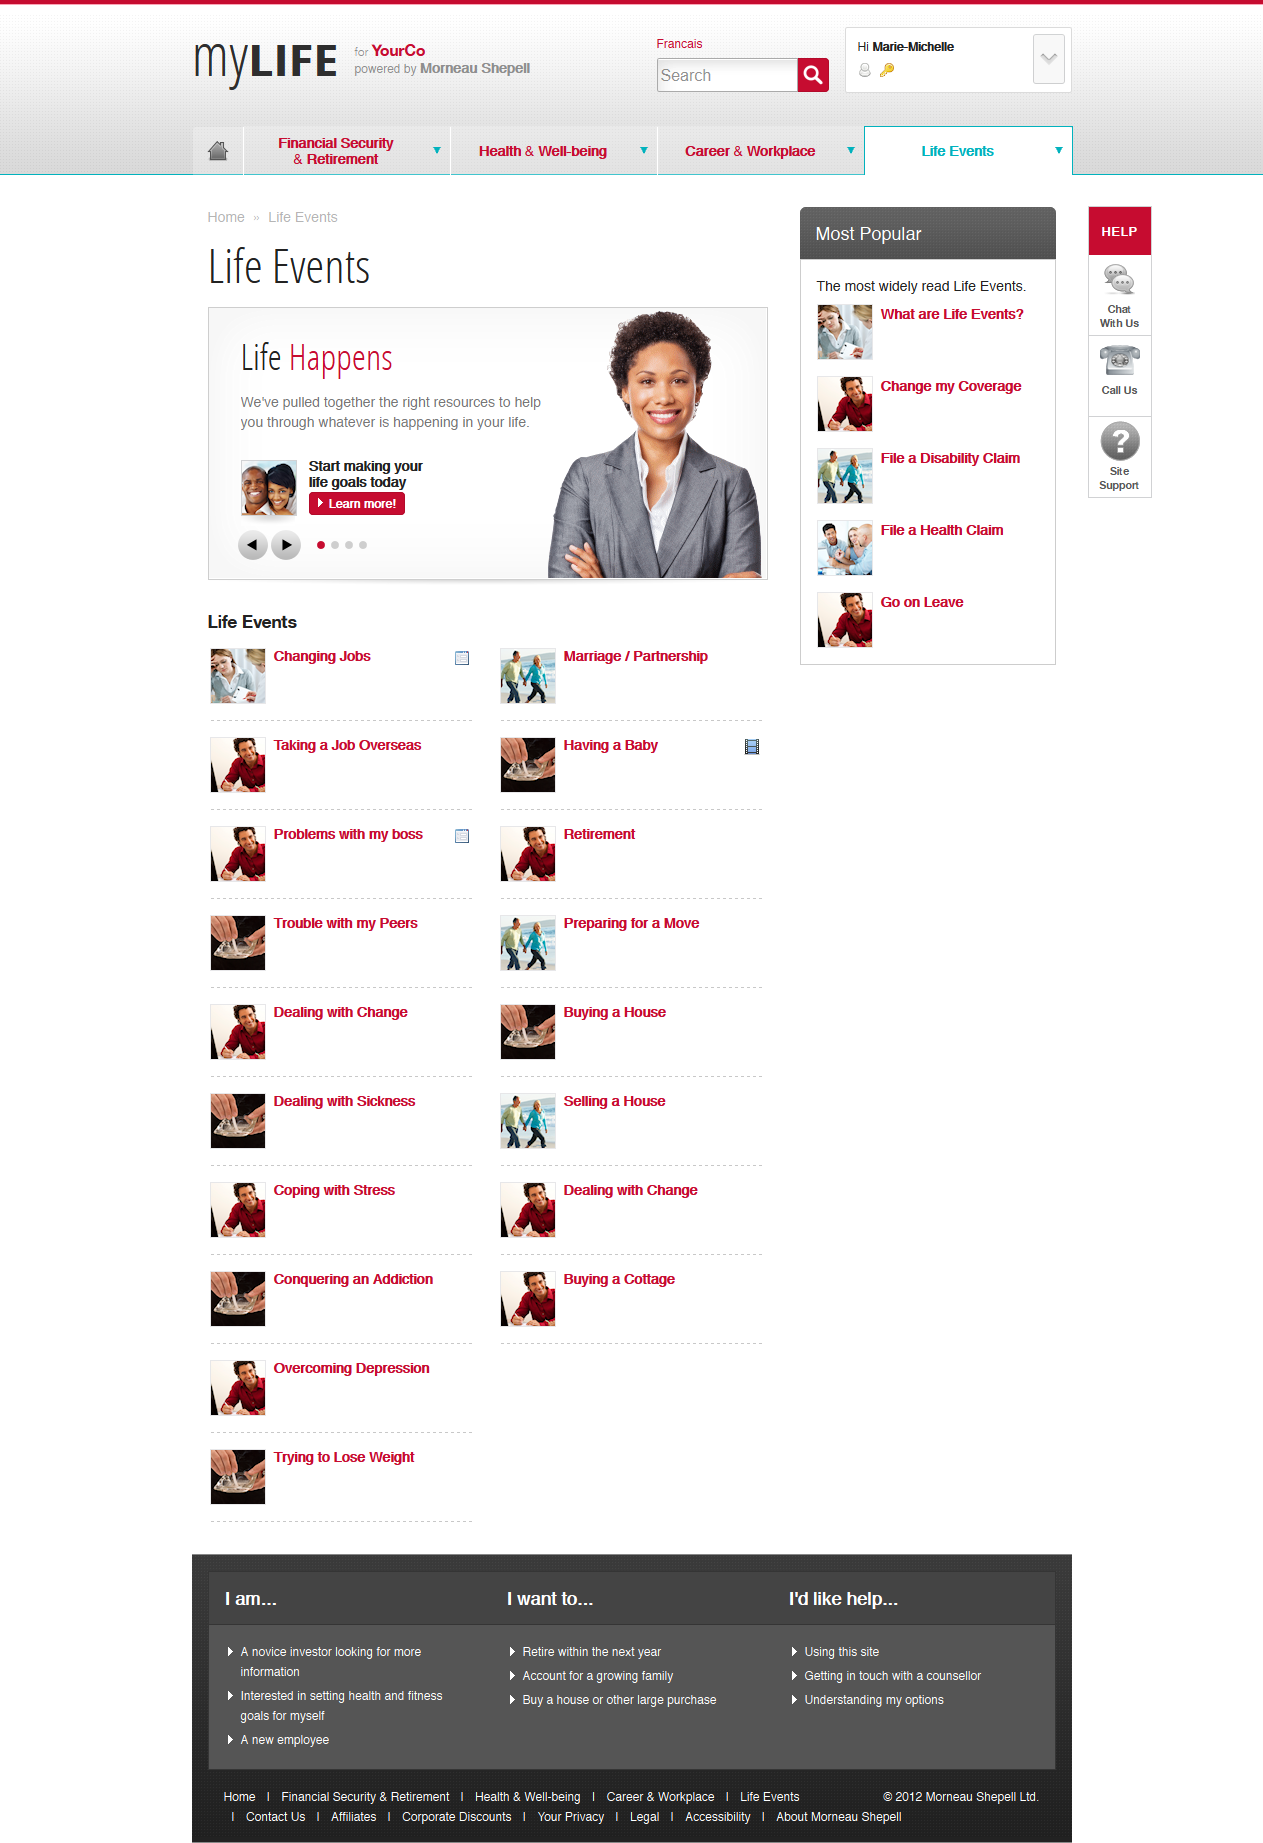 myLIFE for YourCo
powered by Morneau Shepell
Francais
Search
Hi Marie-Michelle
Financial Security
& Retirement
Health & Well-being
Career & Workplace
Life Events
Home » Life Events
Life Events
Life Happens
We've pulled together the right resources to help
you through whatever is happening in your life.
Start making your
life goals today
Learn more!
Most Popular
The most widely read Life Events.
What are Life Events?
Change my Coverage
File a Disability Claim
File a Health Claim
Go on Leave
HELP
Chat
With Us
Call Us
?
Site
Support
Life Events
Changing Jobs
Taking a Job Overseas
Problems with my boss
Trouble with my Peers
Dealing with Change
Dealing with Sickness
Coping with Stress
Conquering an Addiction
Overcoming Depression
Trying to Lose Weight
Marriage / Partnership
Having a Baby
Retirement
Preparing for a Move
Buying a House
Selling a House
Dealing with Change
Buying a Cottage
I am...
A novice investor looking for more
information
Interested in setting health and fitness
goals for myself
A new employee
I want to...
Retire within the next year
Account for a growing family
Buy a house or other large purchase
I'd like help...
Using this site
Getting in touch with a counsellor
Understanding my options
Home | Financial Security & Retirement | Health & Well-being | Career & Workplace | Life Events
| Contact Us | Affiliates | Corporate Discounts | Your Privacy | Legal | Accessibility | About Morneau Shepell
© 2012 Morneau Shepell Ltd.